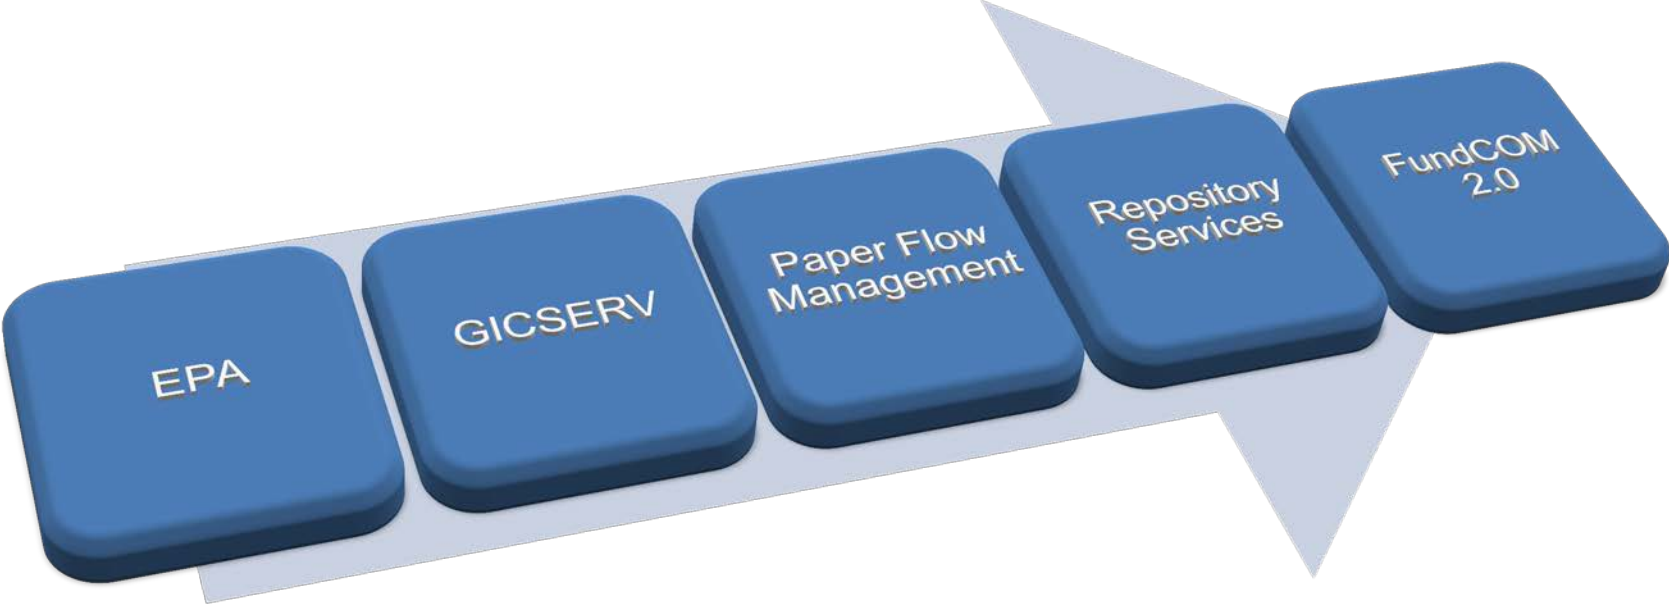 EPA
GICSERV
Paper Flow
Management
Repository
Services
FundCOM
2.0